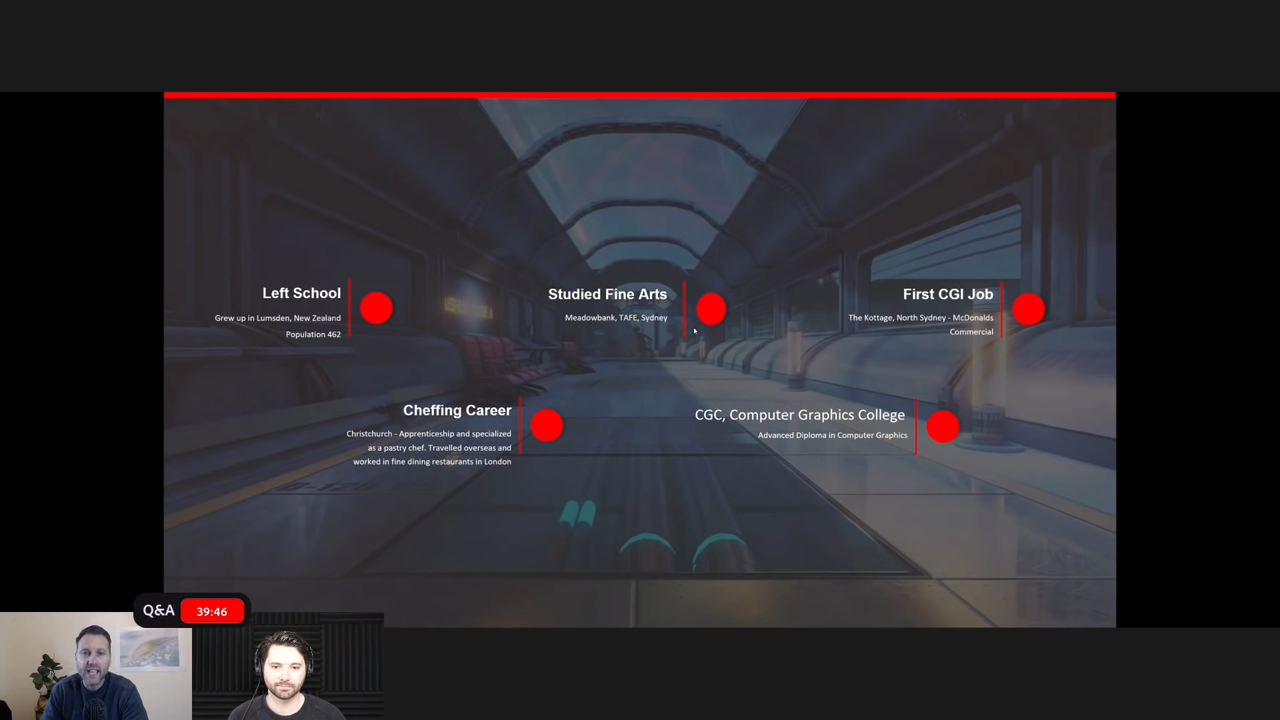 Left School
Grew up in Lumsden, New Zealand
Population 462
Studied Fine Arts
Meadowbank, TAFE, Sydney
First CGI Job
The Kottage, North Sydney - McDonalds
Commercial
Cheffing Career
Christchurch - Apprenticeship and specialized
as a pastry chef. Travelled overseas and
worked in fine dining restaurants in London
CGC, Computer Graphics College
Advanced Diploma in Computer Graphics
Q&A 39:46